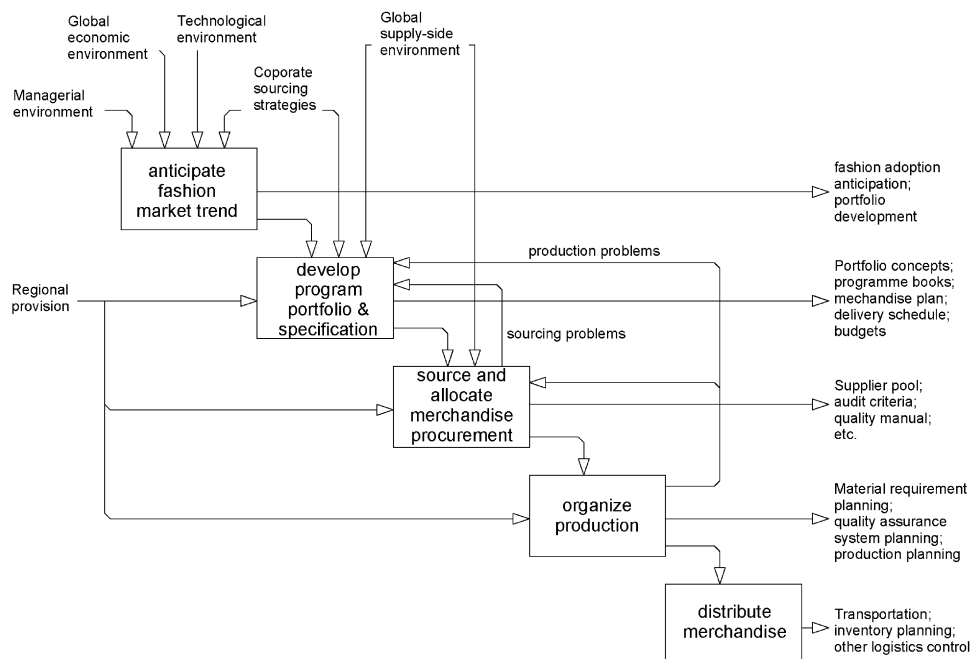 Global
economic
environment
Technological
environment
Global
supply-side
environment
Managerial
environment
Coporate
sourcing
strategies
anticipate
fashion
market trend
fashion adoption
anticipation;
portfolio
development
production problems
Regional
provision
develop
program
portfolio &
specification
Portfolio concepts;
programme books;
mechandise plan;
delivery schedule;
budgets
sourcing problems
source and
allocate
merchandise
procurement
Supplier pool;
audit criteria;
quality manual;
etc.
organize
production
Material requirement
planning;
quality assurance
system planning;
production planning
distribute
merchandise
Transportation;
inventory planning;
other logistics control